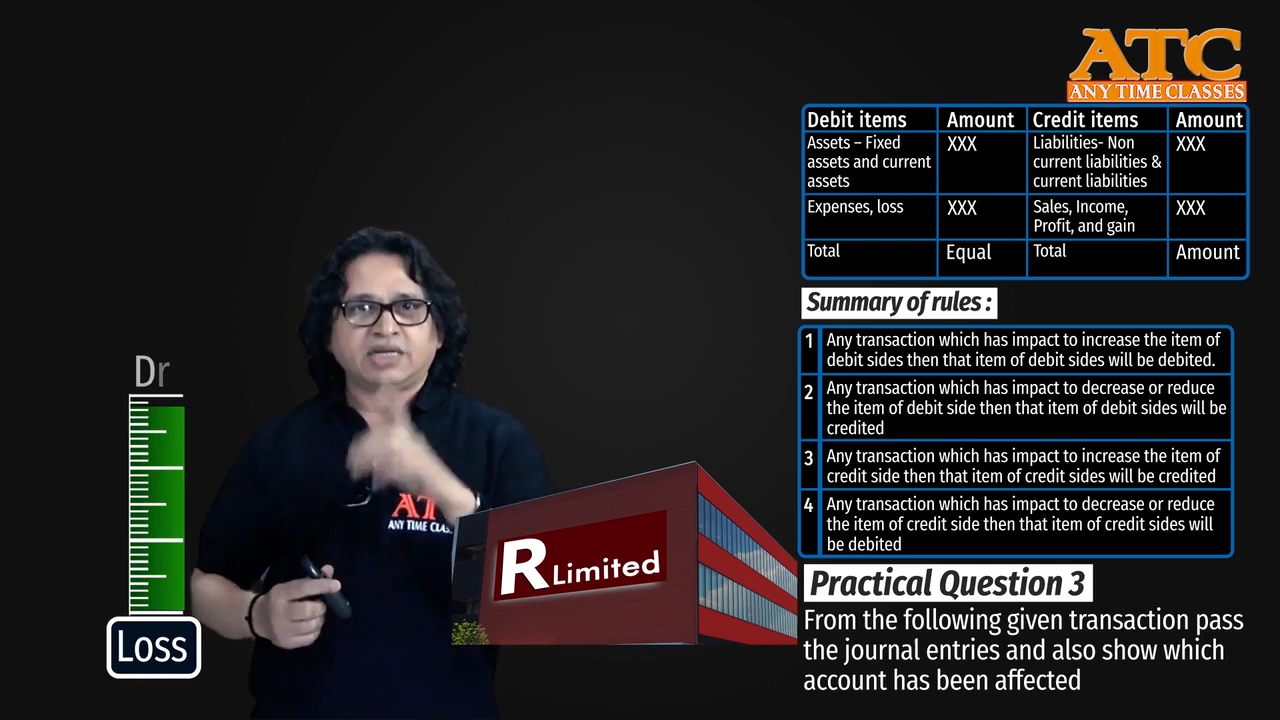 ATC
ANY TIME CLASSES
Debit items Amount Credit items Amount
Assets – Fixed assets and current assets XXX Liabilities- Non current liabilities & current liabilities XXX
Expenses, loss XXX Sales, Income, Profit, and gain XXX
Total Equal Total Amount
Summary of rules :
1 Any transaction which has impact to increase the item of
debit sides then that item of debit sides will be debited.
2 Any transaction which has impact to decrease or reduce
the item of debit side then that item of debit sides will be
credited
3 Any transaction which has impact to increase the item of
credit side then that item of credit sides will be credited
4 Any transaction which has impact to decrease or reduce
the item of credit side then that item of credit sides will
be debited
Practical Question 3
From the following given transaction pass
the journal entries and also show which
account has been affected
Dr
Loss
R Limited
ANY TIME